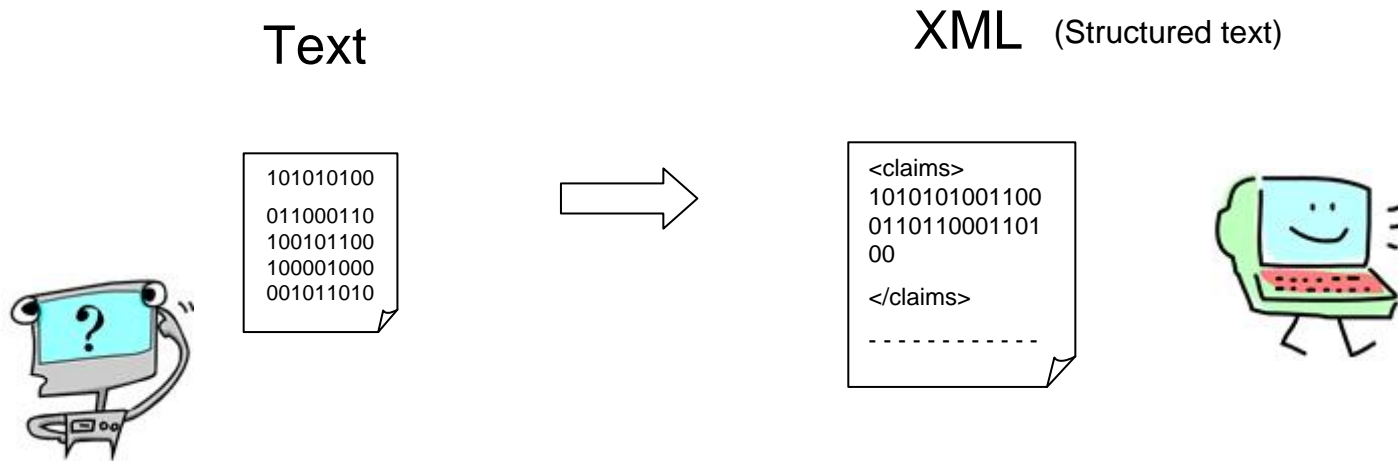 Text
XML (Structured text)
101010100
011000110
100101100
100001000
001011010
<claims>
1010101001100
0110110001101
00
</claims>
- - - - - - - - - - - -
?